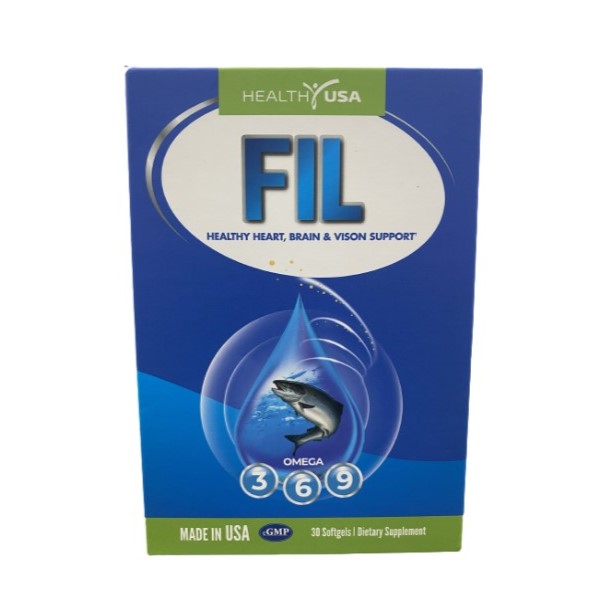 HEALTHY USA
FIL
HEALTHY HEART, BRAIN & VISON SUPPORT*
OMEGA
3 6 9
MADE IN USA cGMP 30 Softgels | Dietary Supplement